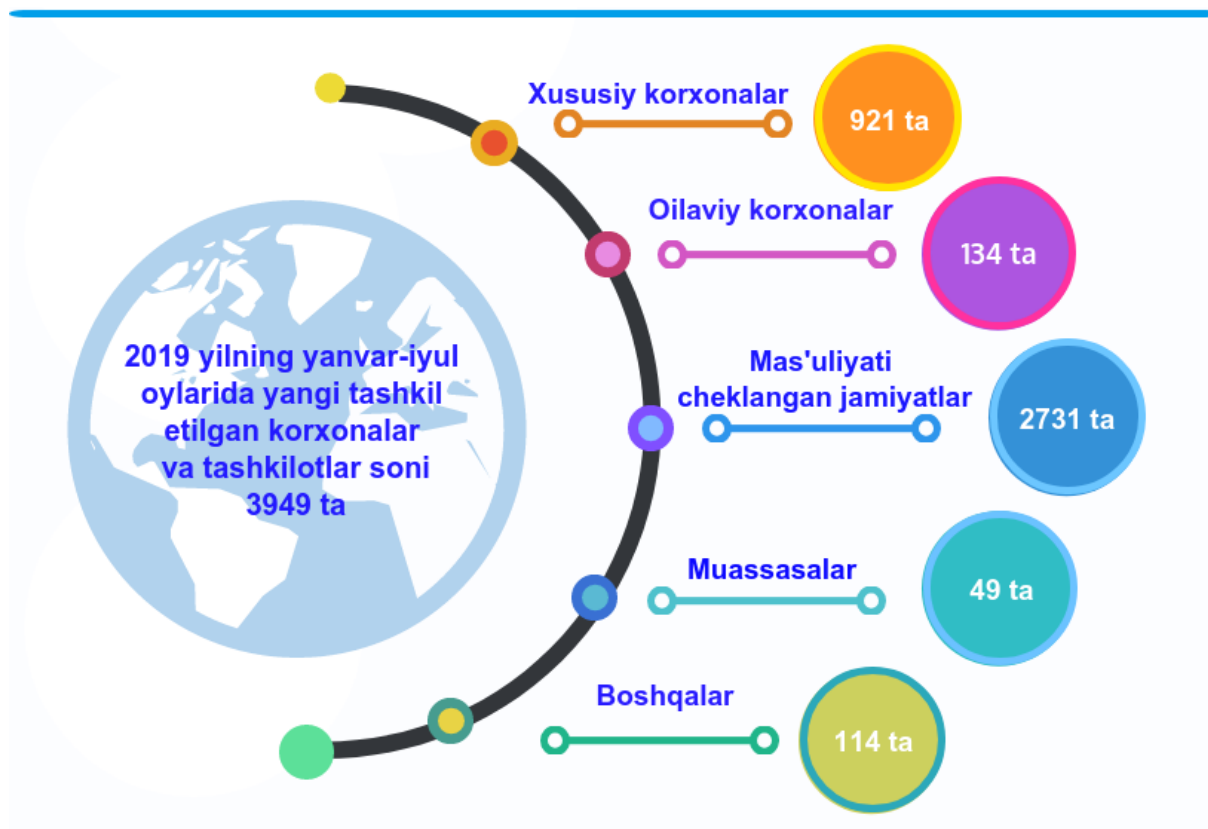 2019 yilning yanvar-iyul
oylarida yangi tashkil
etilgan korxonalar
va tashkilotlar soni
3949 ta
Xususiy korxonalar
921 ta
Oilaviy korxonalar
134 ta
Mas'uliyati
cheklangan jamiyatlar
2731 ta
Muassasalar
49 ta
Boshqalar
114 ta